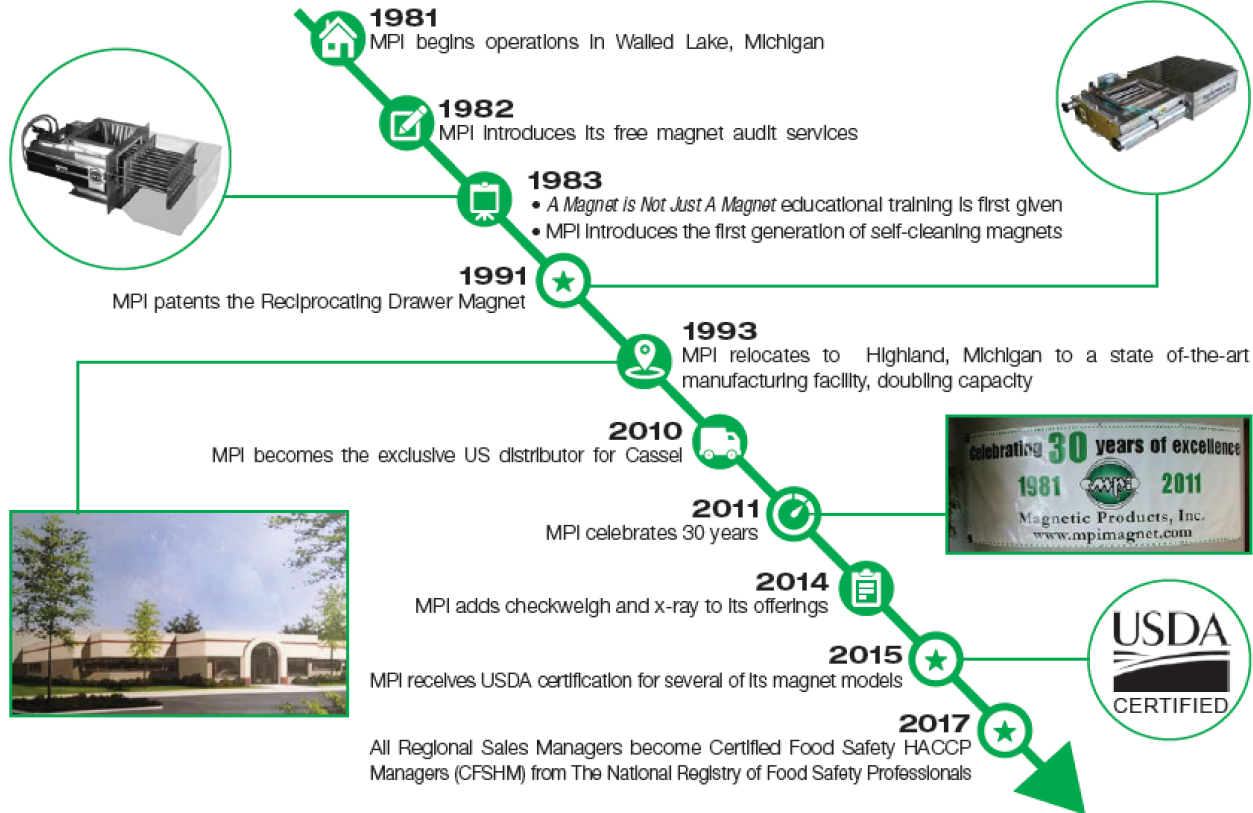 1981
MPI begins operations in Walled Lake, Michigan
1982
MPI introduces its free magnet audit services
1983
• A Magnet is Not Just A Magnet educational training is first given
• MPI introduces the first generation of self-cleaning magnets
1991
MPI patents the Reciprocating Drawer Magnet
1993
MPI relocates to Highland, Michigan to a state of-the-art
manufacturing facility, doubling capacity
2010
MPI becomes the exclusive US distributor for Cassel
Celebrating 30 years of excellence
1981 mpi 2011
Magnetic Products, Inc.
www.mpimagnet.com
2011
MPI celebrates 30 years
2014
MPI adds checkweigh and x-ray to its offerings
2015
MPI receives USDA certification for several of its magnet models
USDA
CERTIFIED
2017
All Regional Sales Managers become Certified Food Safety HACCP
Managers (CFSHM) from The National Registry of Food Safety Professionals